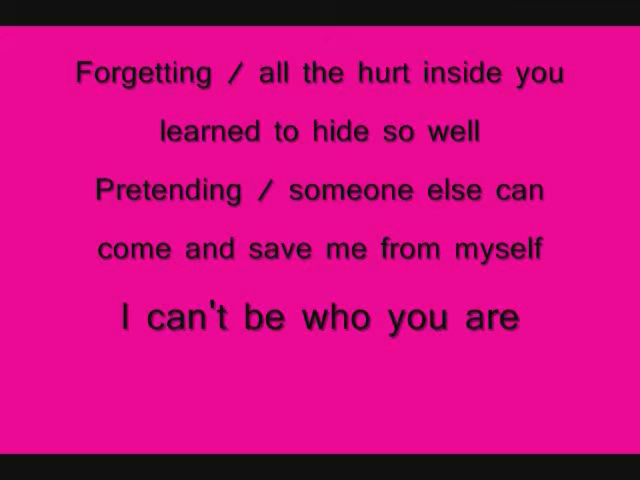 Forgetting / all the hurt inside you
learned to hide so well
Pretending / someone else can
come and save me from myself
I can't be who you are